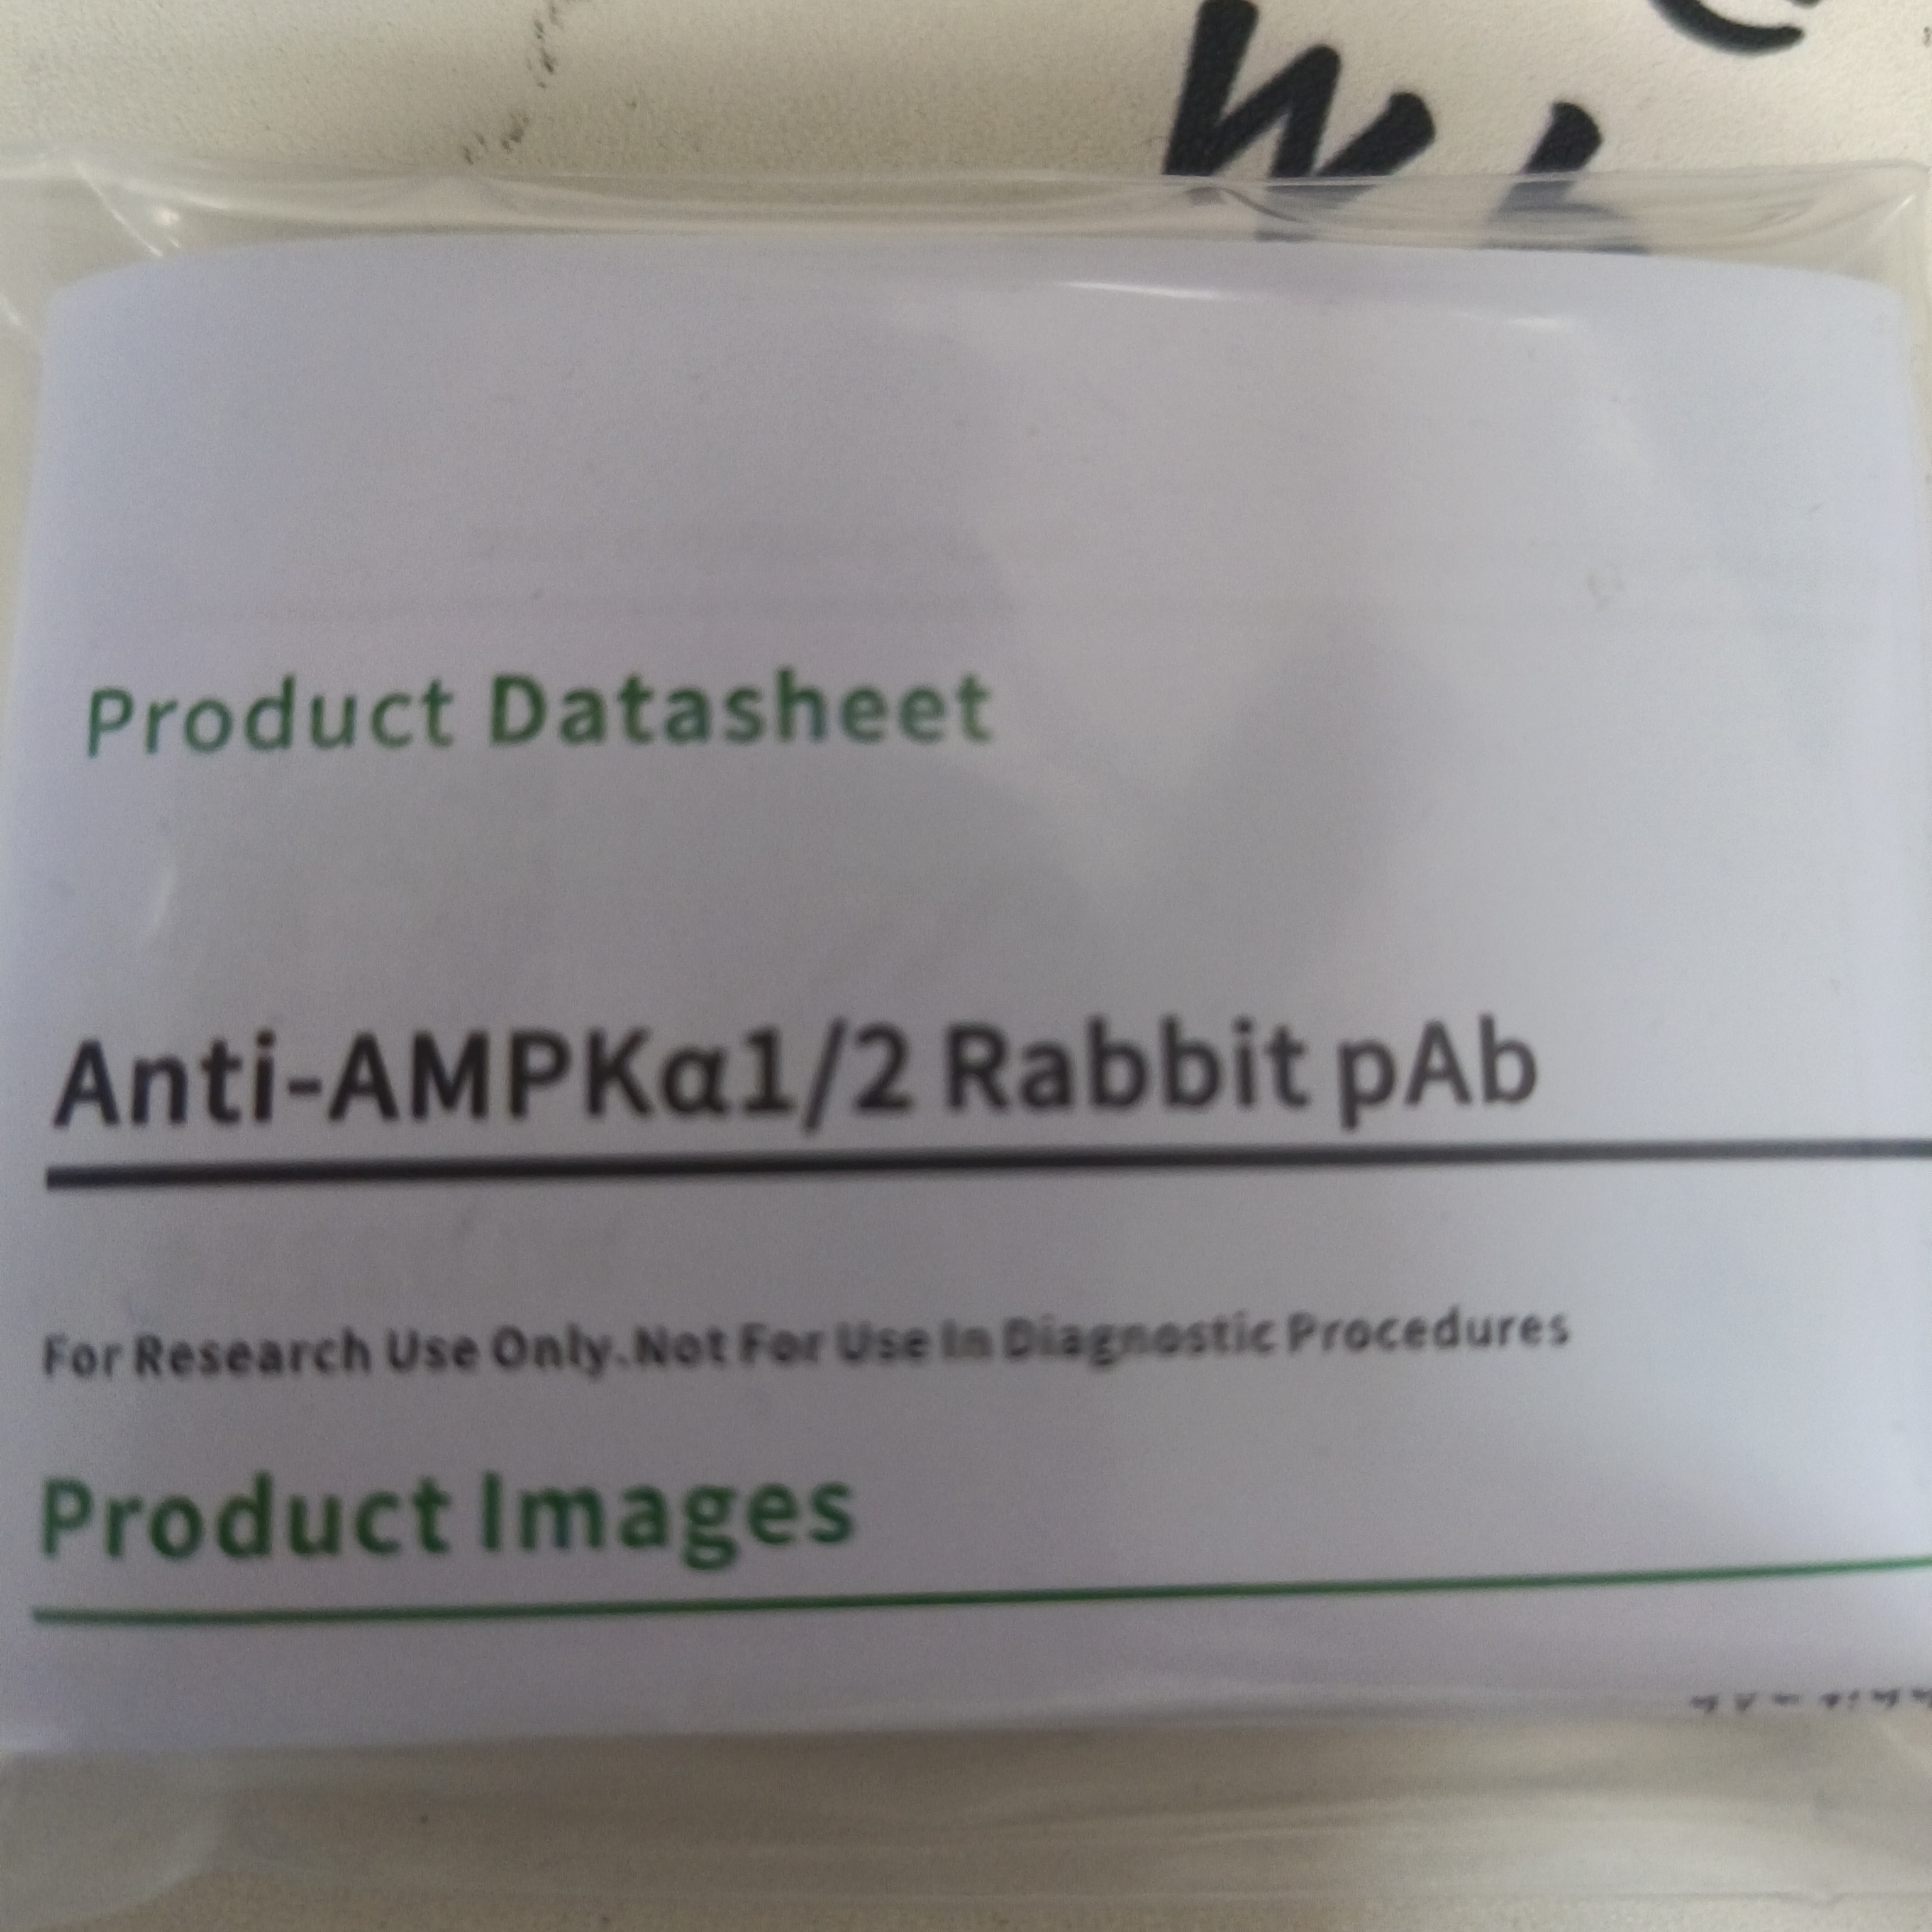 Product Datasheet
Anti-AMPKα1/2 Rabbit pAb
For Research Use Only.Not For Use In Diagnostic Procedures
Product Images